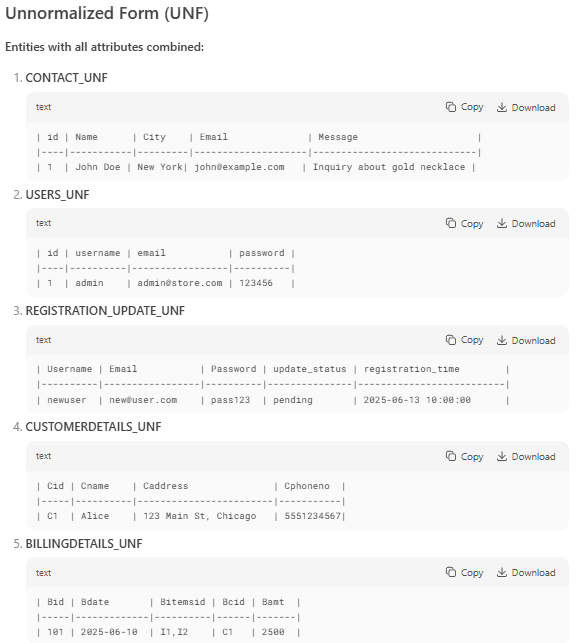 Unnormalized Form (UNF)
Entities with all attributes combined:
1. CONTACT_UNF
text Copy Download
| id | Name | City | Email | Message |
|----|----------|---------|--------------------|-----------------------------|
| 1 | John Doe | New York| john@example.com | Inquiry about gold necklace |
2. USERS_UNF
text Copy Download
| id | username | email | password |
|----|----------|-----------------|----------|
| 1 | admin | admin@store.com | 123456 |
3. REGISTRATION_UPDATE_UNF
text Copy Download
| Username | Email | Password | update_status | registration_time |
|----------|-----------------|----------|---------------|--------------------------|
| newuser | new@user.com | pass123 | pending | 2025-06-13 10:00:00 |
4. CUSTOMERDETAILS_UNF
text Copy Download
| Cid | Cname | Caddress | Cphoneno |
|-----|----------|------------------------|-----------|
| C1 | Alice | 123 Main St, Chicago | 5551234567|
5. BILLINGDETAILS_UNF
text Copy Download
| Bid | Bdate | Bitemsid | Bcid | Bamt |
|-----|------------|----------|------|------|
| 101 | 2025-06-10 | I1,I2 | C1 | 2500 |